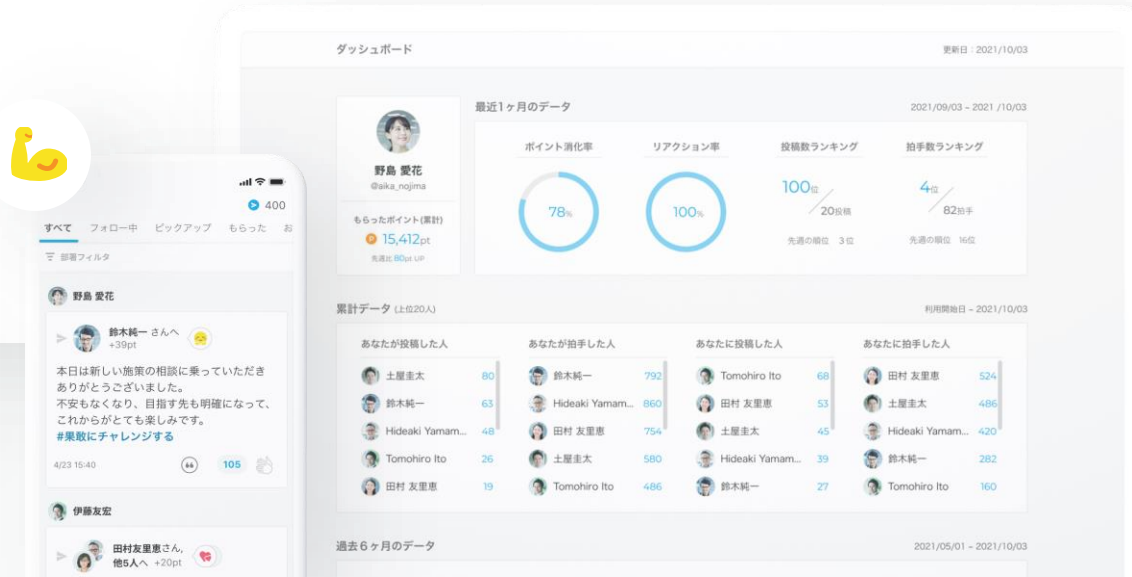 ダッシュボード
更新日：2021/10/03
野島 愛花
@aika_nojima
もらったポイント(累計)
P 15,412pt
先週比 80pt UP
最近1ヶ月のデータ
2021/09/03 ~ 2021 /10/03
ポイント消化率
リアクション率
投稿数ランキング
拍手数ランキング
78%
100%
100位
20投稿
4位
82拍手
先週の順位 3位
先週の順位 16位
累計データ (上位20人)
利用開始日 ~ 2021/10/03
あなたが投稿した人
土屋圭太 80
鈴木純一 63
Hideaki Yamam... 48
Tomohiro Ito 26
田村 友里恵 19
あなたが拍手した人
鈴木純一 792
Hideaki Yamam... 860
田村 友里恵 754
土屋圭太 580
Tomohiro Ito 486
あなたに投稿した人
Tomohiro Ito 68
田村 友里恵 53
土屋圭太 45
Hideaki Yamam... 39
鈴木純一 27
あなたに拍手した人
田村 友里恵 524
土屋圭太 486
Hideaki Yamam... 420
鈴木純一 282
Tomohiro Ito 160
過去6ヶ月のデータ
2021/05/01 ~ 2021/10/03
400
すべて フォロー中 ピックアップ もらった お
部署フィルタ
野島 愛花
鈴木純一 さんへ
+39pt
本日は新しい施策の相談に乗っていただき
ありがとうございました。
不安もなくなり、目指す先も明確になって、
これからがとても楽しみです。
#果敢にチャレンジする
4/23 15:40
105
伊藤友宏
田村友里恵さん,
他5人へ +20pt